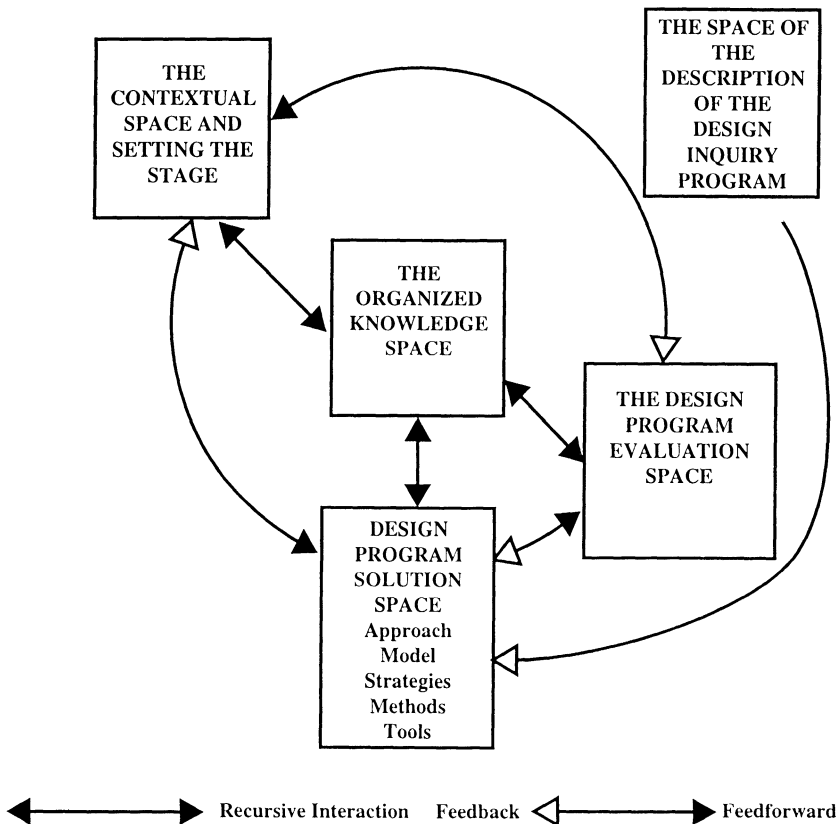 THE
CONTEXTUAL
SPACE AND
SETTING THE
STAGE
THE SPACE OF
THE
DESCRIPTION
OF THE
DESIGN
INQUIRY
PROGRAM
THE
ORGANIZED
KNOWLEDGE
SPACE
THE DESIGN
PROGRAM
EVALUATION
SPACE
DESIGN
PROGRAM
SOLUTION
SPACE
Approach
Model
Strategies
Methods
Tools
Recursive Interaction Feedback Feedforward